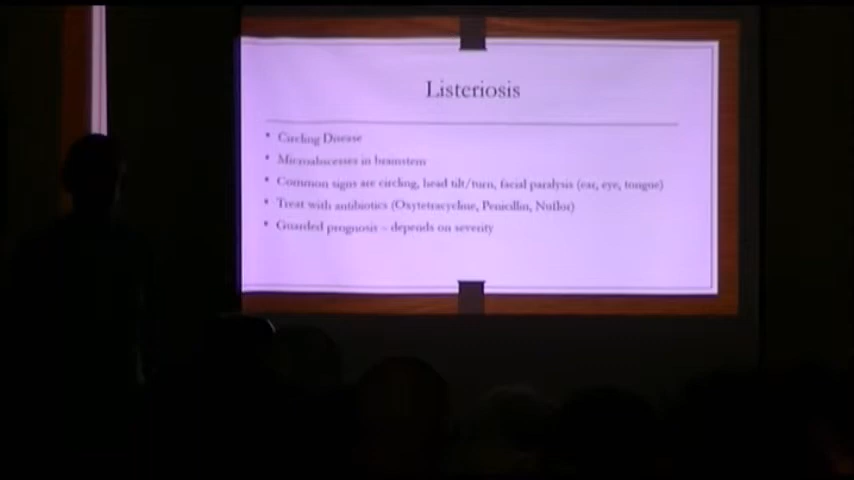 Listeriosis
• Circling Disease
• Microabscesses in brainstem
• Common signs are circling, head tilt/turn, facial paralysis (ear, eye, tongue)
• Treat with antibiotics (Oxytetracycline, Penicillin, Nuflor)
• Guarded prognosis – depends on severity